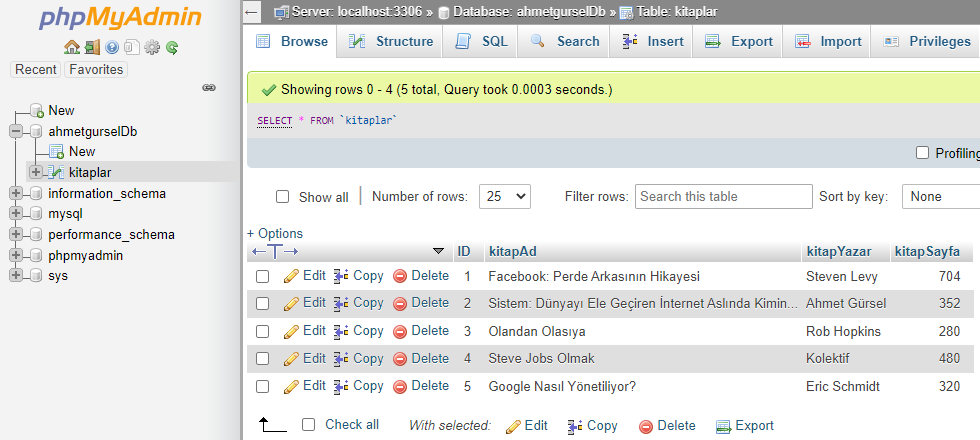 phpMyAdmin
Recent Favorites
New
ahmetgurselDb
New
kitaplar
information_schema
mysql
performance_schema
phpmyadmin
sys
Server: localhost:3306 » Database: ahmetgurselDb » Table: kitaplar
Browse Structure SQL Search Insert Export Import Privileges
Showing rows 0 - 4 (5 total, Query took 0.0003 seconds.)
SELECT * FROM `kitaplar`
Profiling
Show all Number of rows: 25 Filter rows: Search this table Sort by key: None
+ Options
ID kitapAd kitapYazar kitapSayfa
Edit Copy Delete 1 Facebook: Perde Arkasının Hikayesi Steven Levy 704
Edit Copy Delete 2 Sistem: Dünyayı Ele Geçiren İnternet Aslında Kimin... Ahmet Gürsel 352
Edit Copy Delete 3 Olandan Olasıya Rob Hopkins 280
Edit Copy Delete 4 Steve Jobs Olmak Kolektif 480
Edit Copy Delete 5 Google Nasıl Yönetiliyor? Eric Schmidt 320
Check all With selected: Edit Copy Delete Export